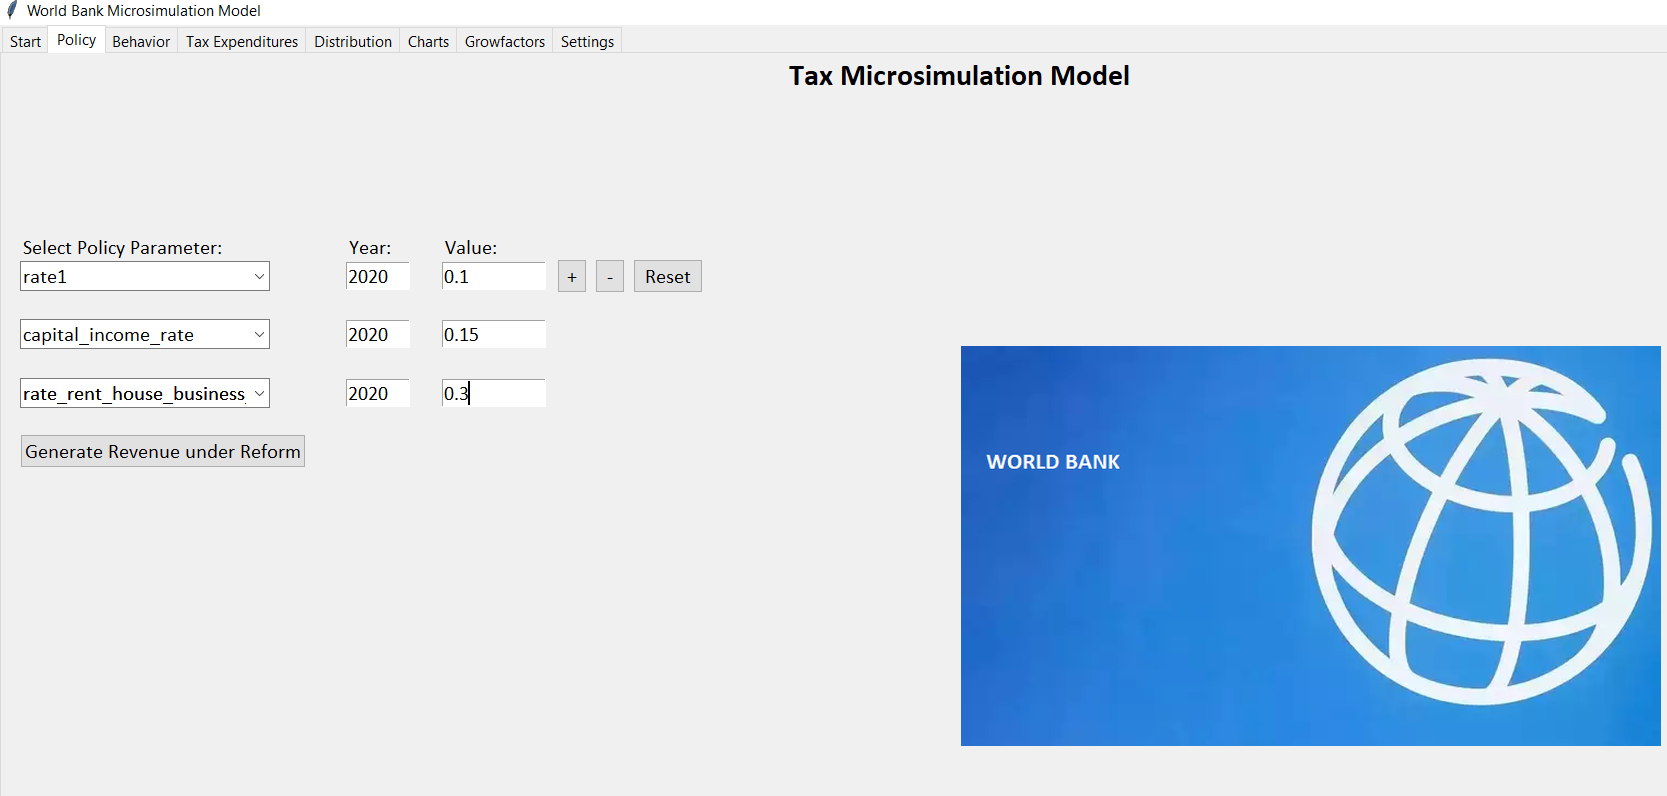 World Bank Microsimulation Model
Start Policy Behavior Tax Expenditures Distribution Charts Growfactors Settings
Tax Microsimulation Model
Select Policy Parameter: Year: Value:
rate1 2020 0.1 + - Reset
capital_income_rate 2020 0.15
rate_rent_house_business_ 2020 0.3
Generate Revenue under Reform
WORLD BANK